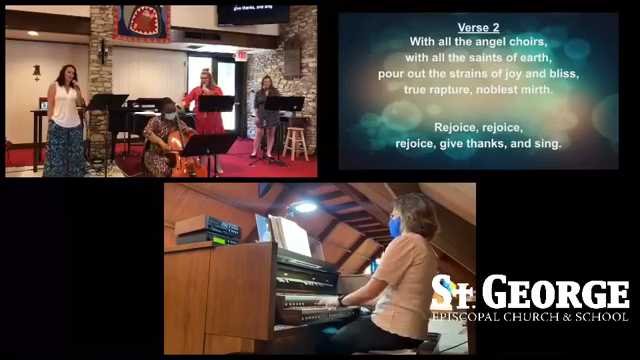 give thanks, and sing.
Verse 2
With all the angel choirs,
with all the saints of earth,
pour out the strains of joy and bliss,
true rapture, noblest mirth.
Rejoice, rejoice,
rejoice, give thanks, and sing.
St. GEORGE
EPISCOPAL CHURCH & SCHOOL